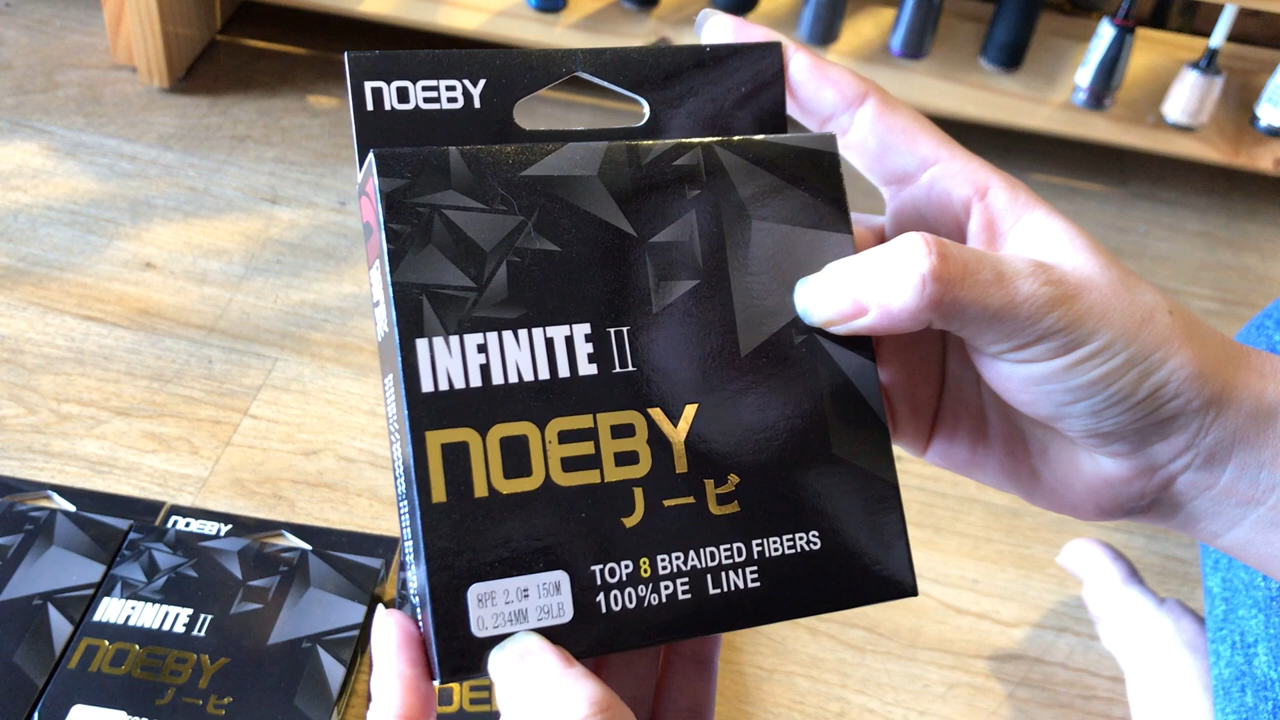 NOEBY
INFINITE II
NOEBY
ノービ
TOP 8 BRAIDED FIBERS
100%PE LINE
8PE 2.0# 150M
0.234MM 29LB
NOEBY
INFINITE II
NOEBY
ノービ